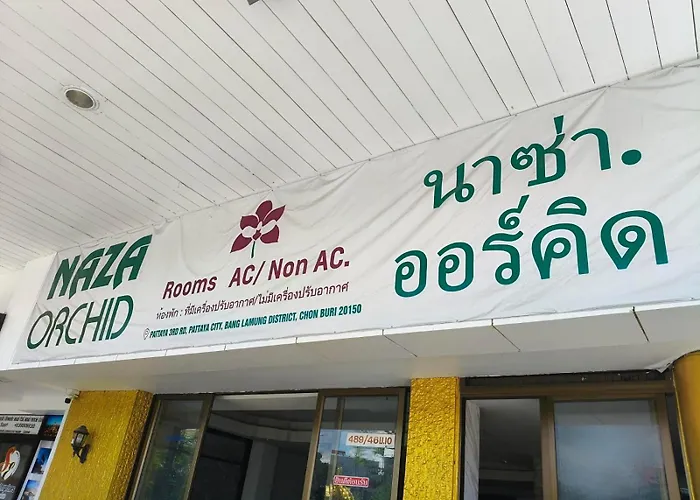 NAZA
ORCHID
Rooms AC/ Non AC.
ห้องพัก : ที่มีเครื่องปรับอากาศ/ไม่มีเครื่องปรับอากาศ
PATTAYA 3RD RD. PATTAYA CITY, BANG LAMUNG DISTRICT, CHON BURI 20150
นาซ่า.
ออร์คิด